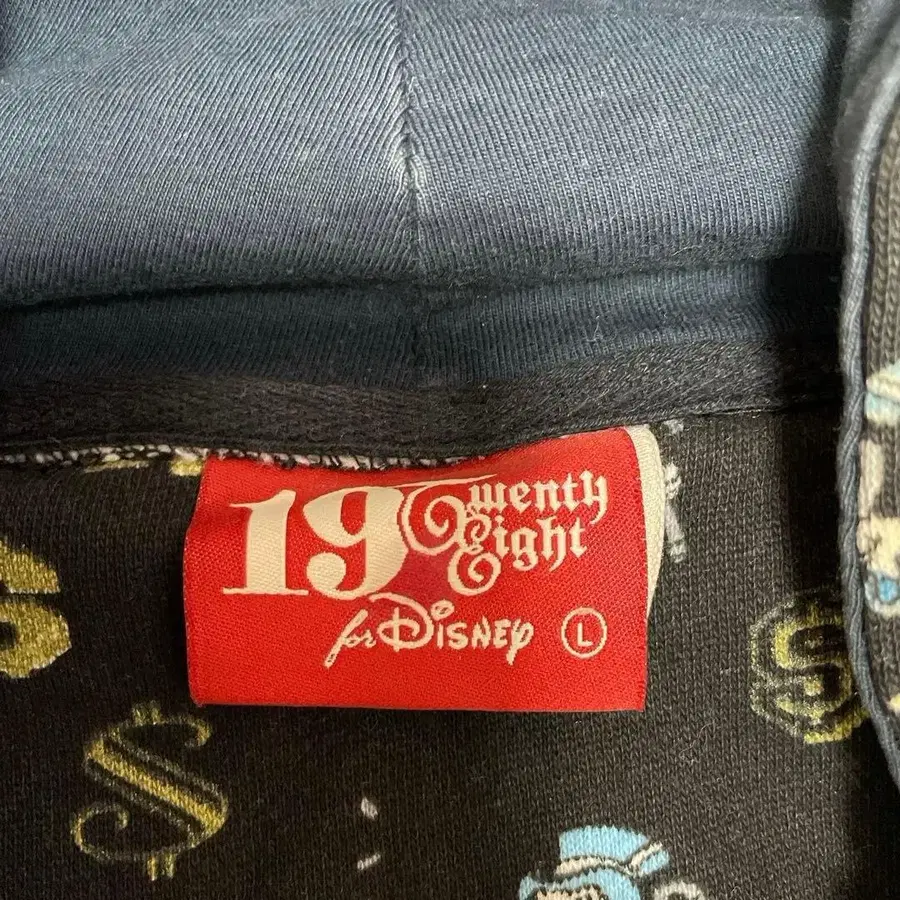 19 Twenty
Eight
for Disney L
$
$